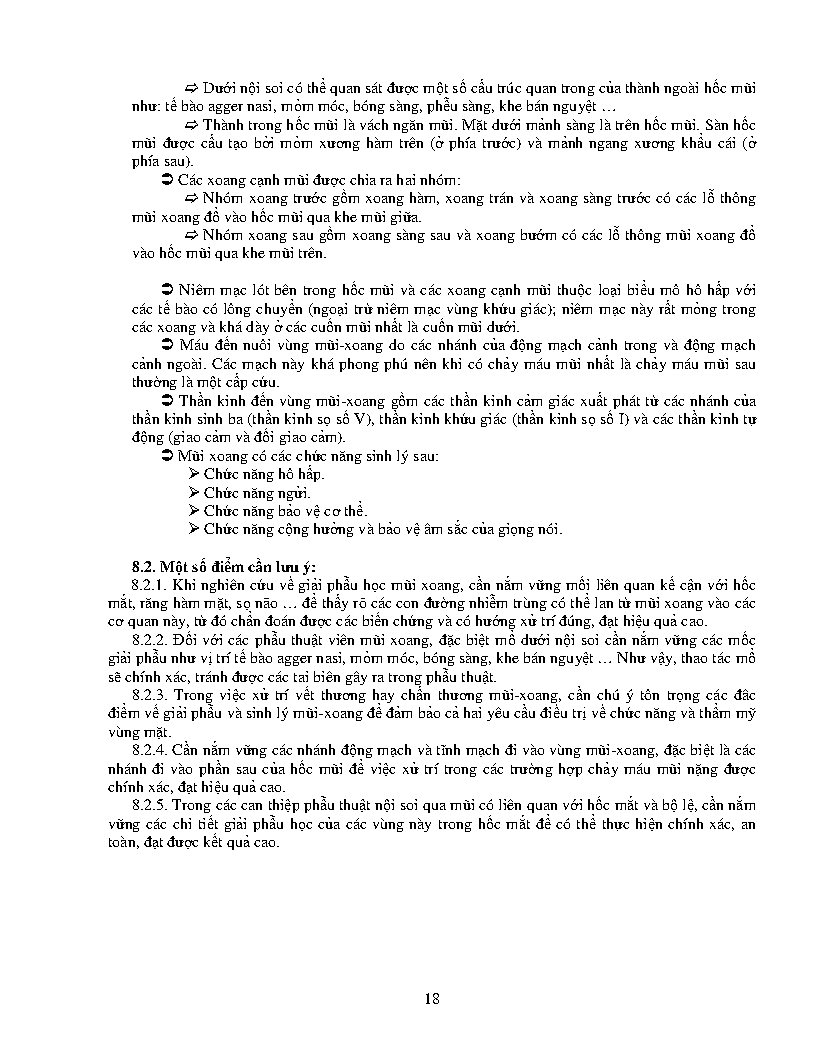 ⇨ Dưới nội soi có thể quan sát được một số cấu trúc quan trong của thành ngoài hốc mũi
như: tế bào agger nasi, mỏm móc, bóng sàng, phễu sàng, khe bán nguyệt …
⇨ Thành trong hốc mũi là vách ngăn mũi. Mặt dưới mảnh sàng là trên hốc mũi. Sàn hốc
mũi được cấu tạo bởi mỏm xương hàm trên (ở phía trước) và mảnh ngang xương khẩu cái (ở
phía sau).
➲ Các xoang cạnh mũi được chia ra hai nhóm:
⇨ Nhóm xoang trước gồm xoang hàm, xoang trán và xoang sàng trước có các lỗ thông
mũi xoang đổ vào hốc mũi qua khe mũi giữa.
⇨ Nhóm xoang sau gồm xoang sàng sau và xoang bướm có các lỗ thông mũi xoang đổ
vào hốc mũi qua khe mũi trên.
➲ Niêm mạc lót bên trong hốc mũi và các xoang cạnh mũi thuộc loại biểu mô hô hấp với
các tế bào có lông chuyển (ngoại trừ niêm mạc vùng khứu giác); niêm mạc này rất mỏng trong
các xoang và khá dày ở các cuốn mũi nhất là cuốn mũi dưới.
➲ Máu đến nuôi vùng mũi-xoang do các nhánh của động mạch cảnh trong và động mạch
cảnh ngoài. Các mạch này khá phong phú nên khi có chảy máu mũi nhất là chảy máu mũi sau
thường là một cấp cứu.
➲ Thần kinh đến vùng mũi-xoang gồm các thần kinh cảm giác xuất phát từ các nhánh của
thần kinh sinh ba (thần kinh sọ số V), thần kinh khứu giác (thần kinh sọ số I) và các thần kinh tự
động (giao cảm và đối giao cảm).
➲ Mũi xoang có các chức năng sinh lý sau:
➢ Chức năng hô hấp.
➢ Chức năng ngửi.
➢ Chức năng bảo vệ cơ thể.
➢ Chức năng cộng hưởng và bảo vệ âm sắc của giọng nói.
8.2. Một số điểm cần lưu ý:
8.2.1. Khi nghiên cứu về giải phẫu học mũi xoang, cần nắm vững mối liên quan kế cận với hốc
mắt, răng hàm mặt, sọ não … để thấy rõ các con đường nhiễm trùng có thể lan từ mũi xoang vào các
cơ quan này, từ đó chẩn đoán được các biến chứng và có hướng xử trí đúng, đạt hiệu quả cao.
8.2.2. Đối với các phẫu thuật viên mũi xoang, đặc biệt mổ dưới nội soi cần nắm vững các mốc
giải phẫu như vị trí tế bào agger nasi, mỏm móc, bóng sàng, khe bán nguyệt … Như vậy, thao tác mổ
sẽ chính xác, tránh được các tai biên gây ra trong phẫu thuật.
8.2.3. Trong việc xử trí vết thương hay chấn thương mũi-xoang, cần chú ý tôn trọng các đăc
điểm về giải phẫu và sinh lý mũi-xoang để đảm bảo cả hai yêu cầu điều trị về chức năng và thẩm mỹ
vùng mặt.
8.2.4. Cần nắm vững các nhánh động mạch và tĩnh mạch đi vào vùng mũi-xoang, đặc biệt là các
nhánh đi vào phần sau của hốc mũi để việc xử trí trong các trường hợp chảy máu mũi nặng được
chính xác, đạt hiệu quả cao.
8.2.5. Trong các can thiệp phẫu thuật nội soi qua mũi có liên quan với hốc mắt và bộ lệ, cần nắm
vững các chi tiết giải phẫu học của các vùng này trong hốc mắt để có thể thực hiện chính xác, an
toàn, đạt được kết quả cao.
18